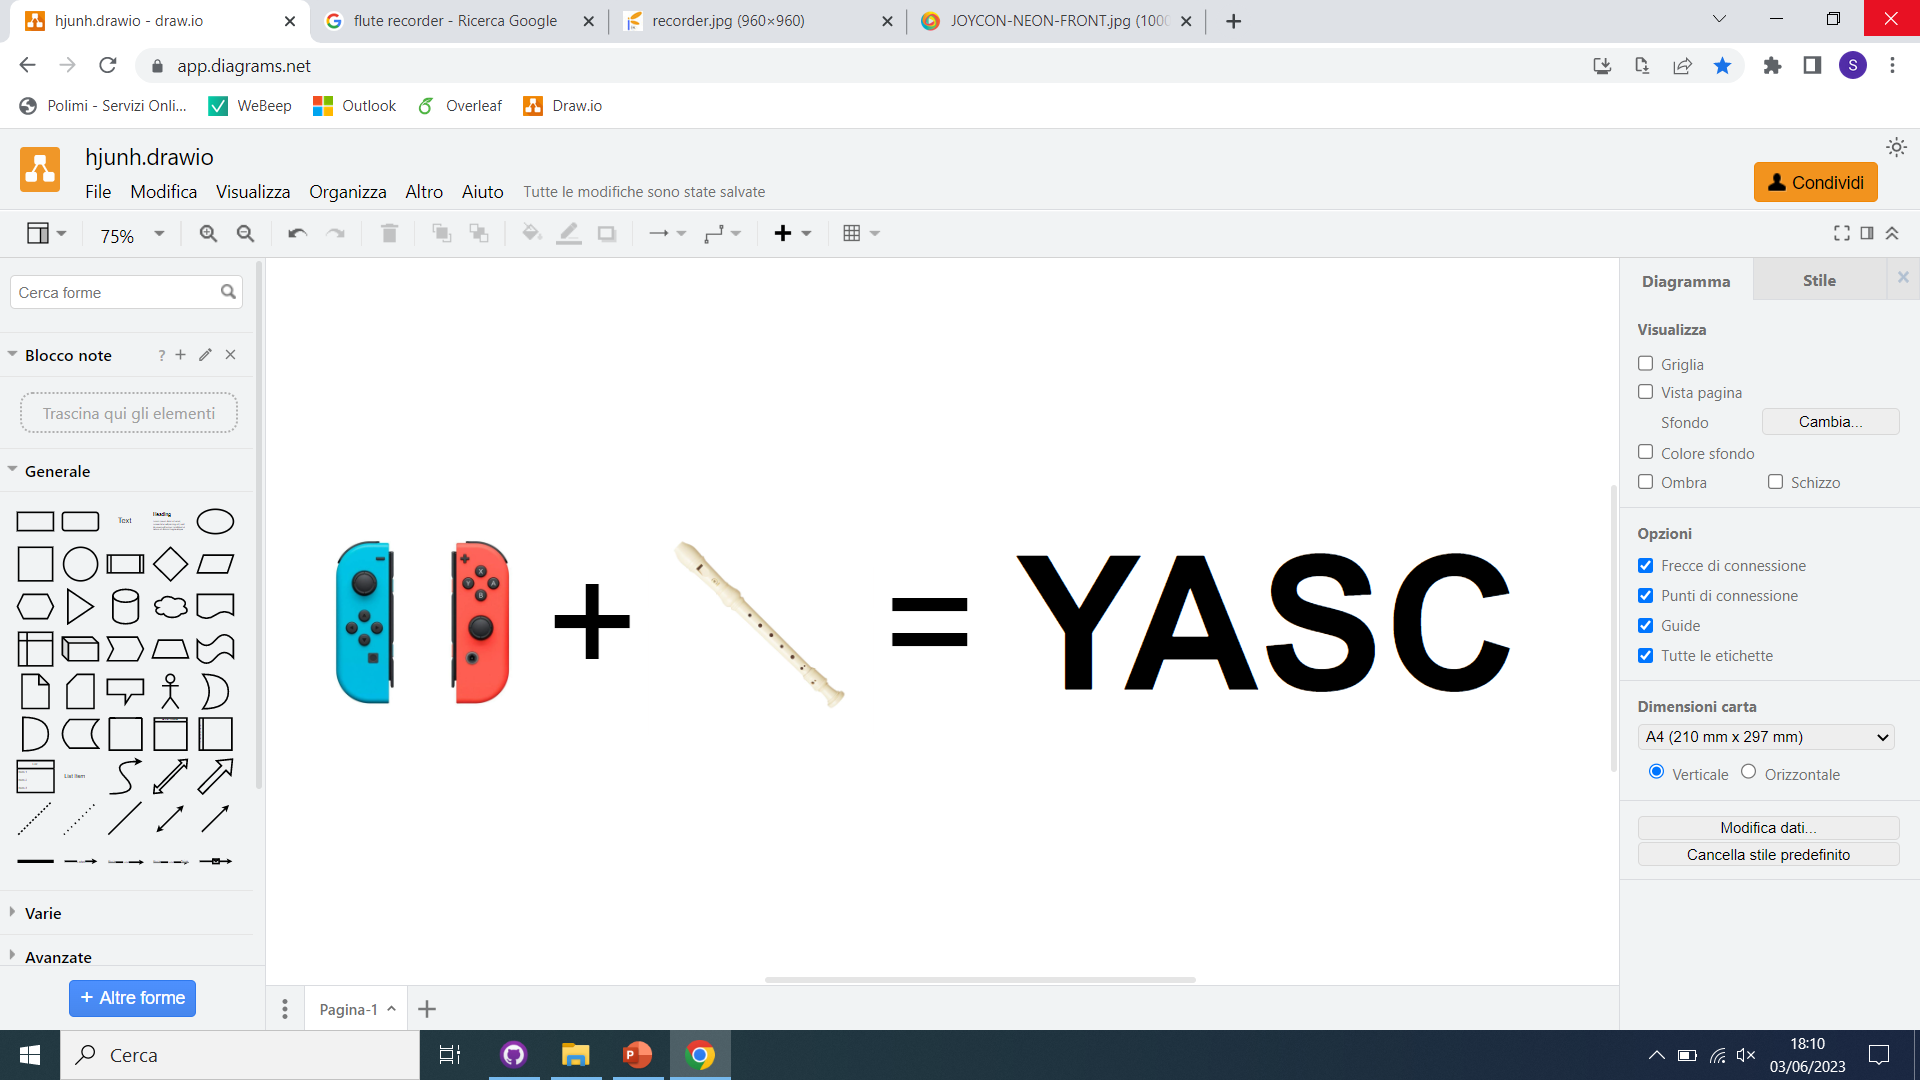 hjunh.drawio - draw.io
flute recorder - Ricerca Google
recorder.jpg (960×960)
JOYCON-NEON-FRONT.jpg (1000
app.diagrams.net
S
Polimi - Servizi Onli...
WeBeep
Outlook
Overleaf
Draw.io
hjunh.drawio
File Modifica Visualizza Organizza Altro Aiuto Tutte le modifiche sono state salvate
Condividi
75%
Cerca forme
Blocco note
?
Trascina qui gli elementi
Generale
Text
Heading
List Item
Varie
Avanzate
+ Altre forme
X
Y A
B
+ = YASC
Pagina-1
Diagramma
Stile
Visualizza
Griglia
Vista pagina
Sfondo
Cambia...
Colore sfondo
Ombra
Schizzo
Opzioni
Frecce di connessione
Punti di connessione
Guide
Tutte le etichette
Dimensioni carta
A4 (210 mm x 297 mm)
Verticale
Orizzontale
Modifica dati...
Cancella stile predefinito
Cerca
P
18:10
03/06/2023